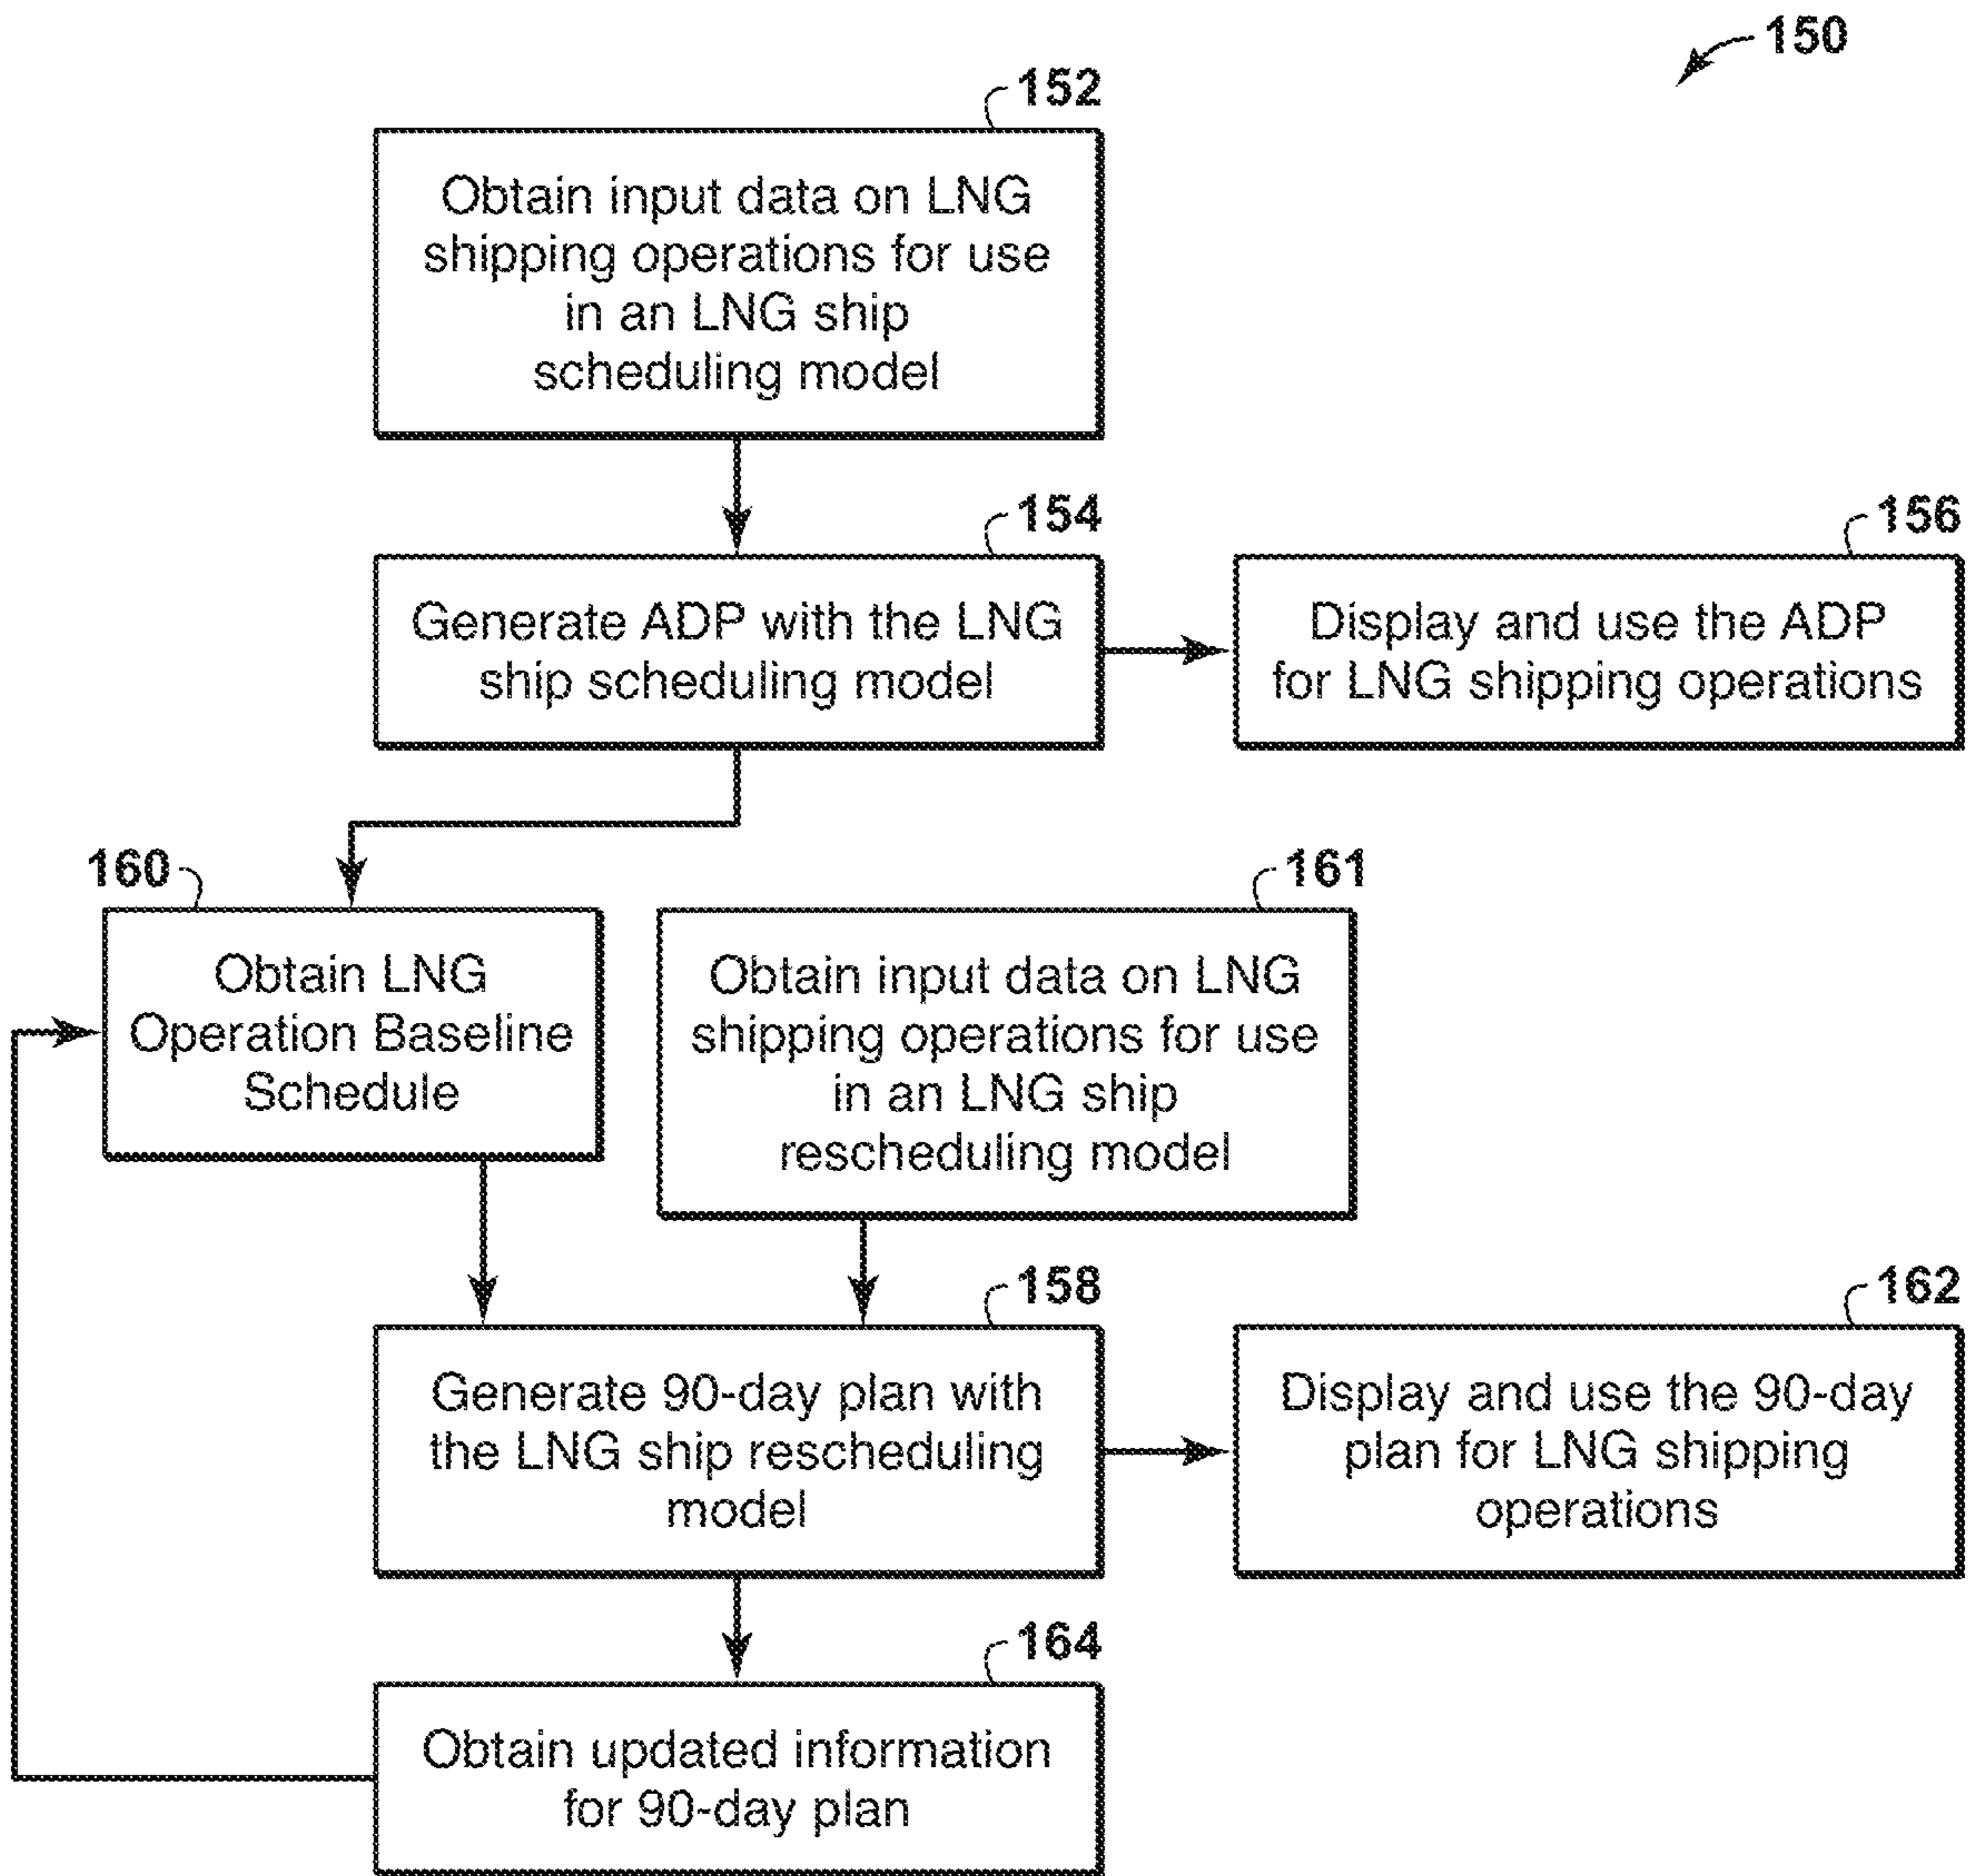 150
152
Obtain input data on LNG
shipping operations for use
in an LNG ship
scheduling model
154
Generate ADP with the LNG
ship scheduling model
156
Display and use the ADP
for LNG shipping operations
160
Obtain LNG
Operation Baseline
Schedule
161
Obtain input data on LNG
shipping operations for use
in an LNG ship
rescheduling model
158
Generate 90-day plan with
the LNG ship rescheduling
model
162
Display and use the 90-day
plan for LNG shipping
operations
164
Obtain updated information
for 90-day plan